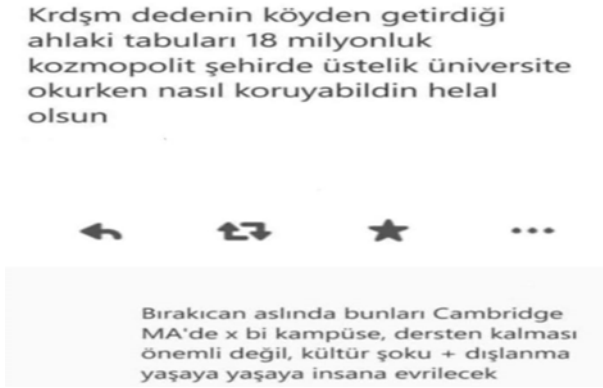 Krdşm dedenin köyden getirdiği
ahlaki tabuları 18 milyonluk
kozmopolit şehirde üstelik üniversite
okurken nasıl koruyabildin helal
olsun
Bırakıcan aslında bunları Cambridge
MA'de x bi kampüse, dersten kalması
önemli değil, kültür şoku + dışlanma
yaşaya yaşaya insana evrilecek